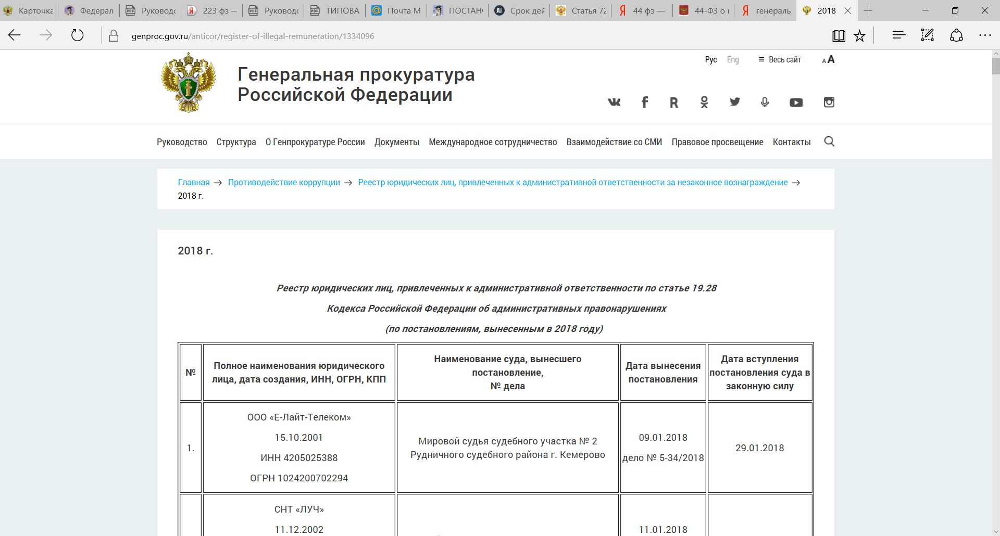 Карточка
Федерал
Руководс
223 фз —
Руководс
ТИПОВА
Почта М
ПОСТАН
Срок дей
Статья 72
44 фз —
44-ФЗ о
генераль
2018
genproc.gov.ru/anticor/register-of-illegal-remuneration/1334096
Рус Eng Весь сайт А А
Генеральная прокуратура
Российской Федерации
Руководство Структура О Генпрокуратуре России Документы Международное сотрудничество Взаимодействие со СМИ Правовое просвещение Контакты
Главная → Противодействие коррупции → Реестр юридических лиц, привлеченных к административной ответственности за незаконное вознаграждение →
2018 г.
2018 г.
Реестр юридических лиц, привлеченных к административной ответственности по статье 19.28
Кодекса Российской Федерации об административных правонарушениях
(по постановлениям, вынесенным в 2018 году)
№
Полное наименования юридического
лица, дата создания, ИНН, ОГРН, КПП
Наименование суда, вынесшего
постановление,
№ дела
Дата вынесения
постановления
Дата вступления
постановления суда в
законную силу
1.
ООО «Е-Лайт-Телеком»
15.10.2001
ИНН 4205025388
ОГРН 1024200702294
Мировой судья судебного участка № 2
Рудничного судебного района г. Кемерово
09.01.2018
дело № 5-34/2018
29.01.2018
СНТ «ЛУЧ»
11.12.2002
11.01.2018